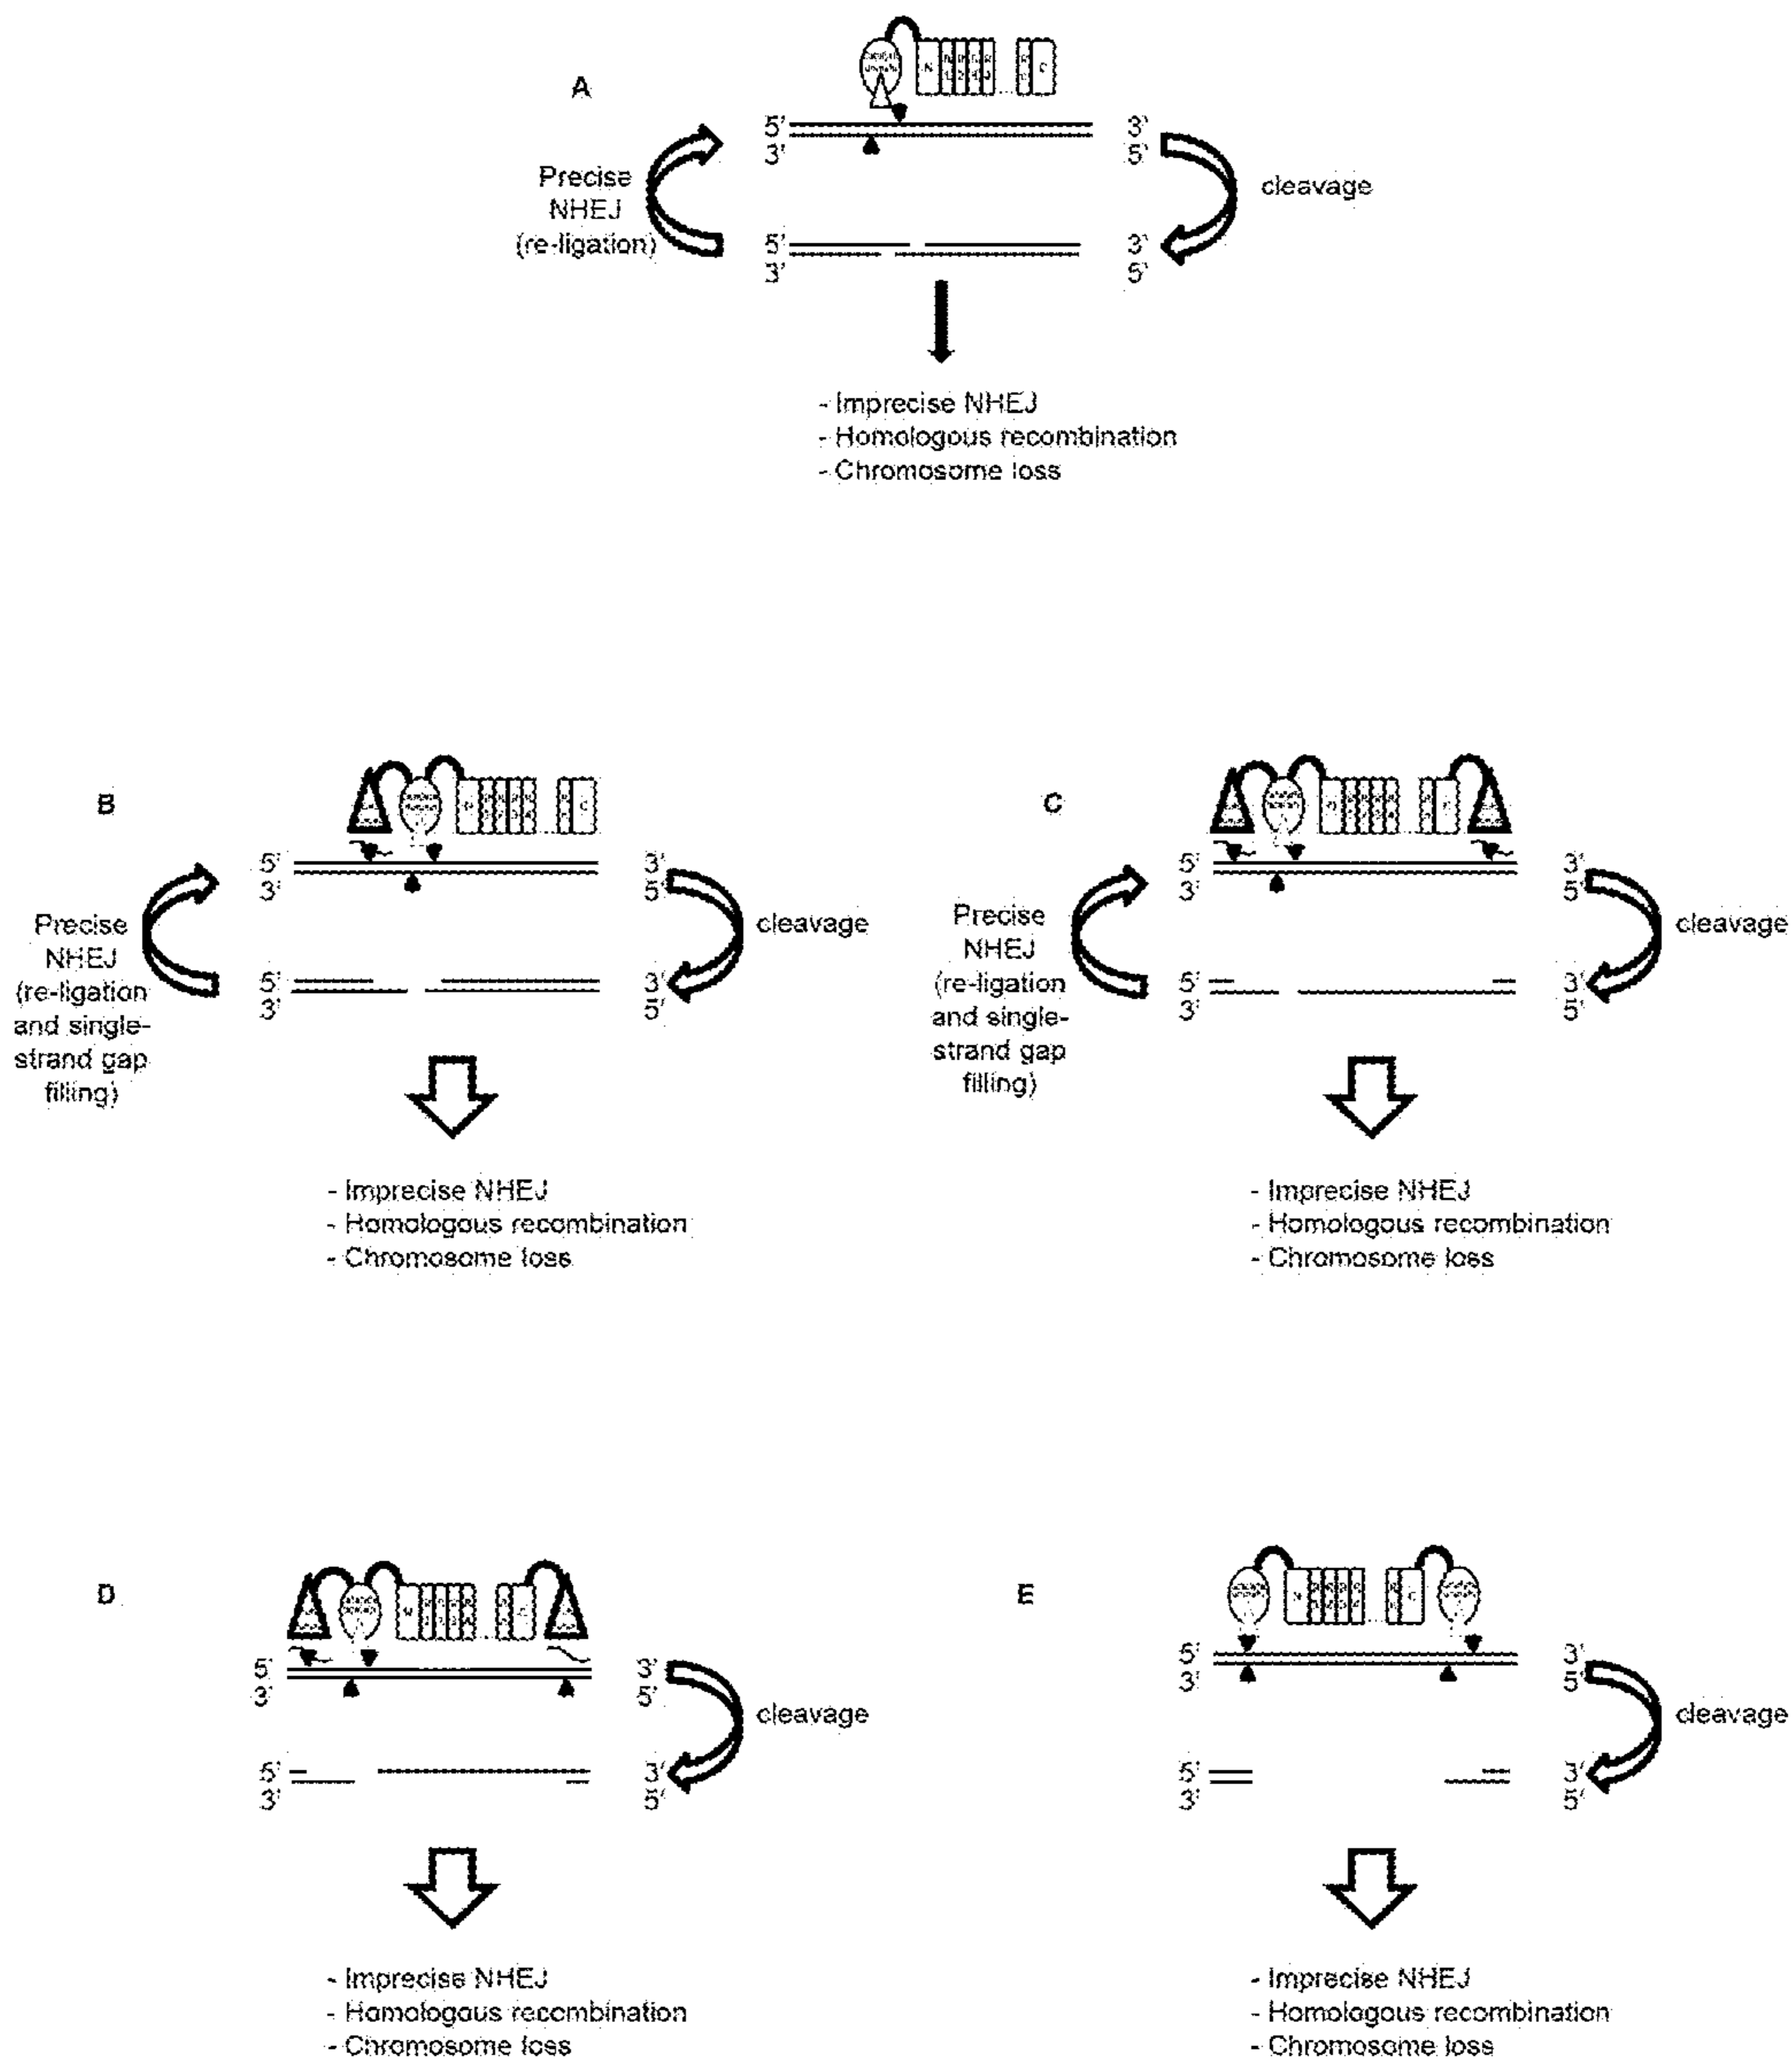 A
5'
3'
3'
5'
Precise
NHEJ
(re-ligation)
cleavage
5'
3'
3'
5'
- Imprecise NHEJ
- Homologous recombination
- Chromosome loss
B
5'
3'
3'
5'
Precise
NHEJ
(re-ligation
and single-
strand gap
filling)
cleavage
5'
3'
3'
5'
- Imprecise NHEJ
- Homologous recombination
- Chromosome loss
C
5'
3'
3'
5'
Precise
NHEJ
(re-ligation
and single-
strand gap
filling)
cleavage
5'
3'
3'
5'
- Imprecise NHEJ
- Homologous recombination
- Chromosome loss
D
5'
3'
3'
5'
cleavage
5'
3'
3'
5'
- Imprecise NHEJ
- Homologous recombination
- Chromosome loss
E
5'
3'
3'
5'
cleavage
5'
3'
3'
5'
- Imprecise NHEJ
- Homologous recombination
- Chromosome loss